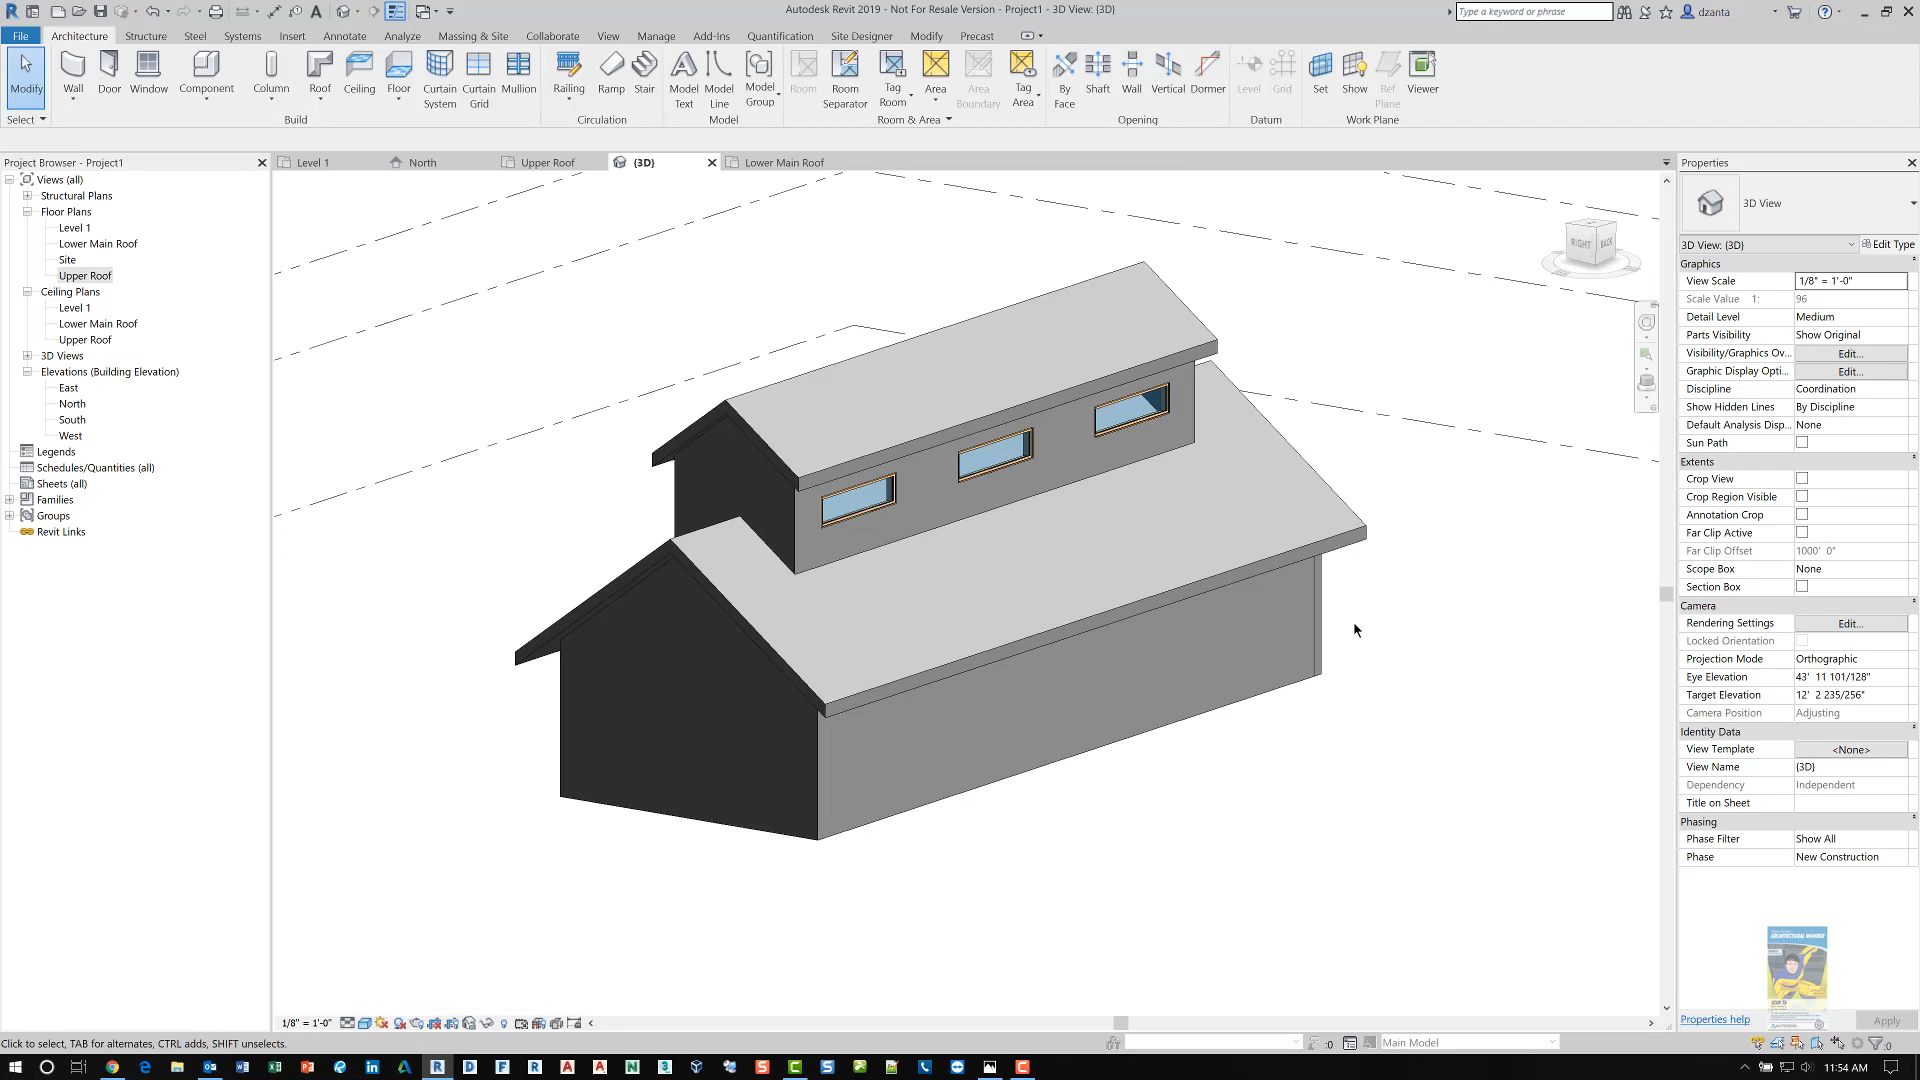 Autodesk Revit 2019 - Not For Resale Version - Project1 - 3D View: {3D}
Type a keyword or phrase
dzanta
File Architecture Structure Steel Systems Insert Annotate Analyze Massing & Site Collaborate View Manage Add-Ins Quantification Site Designer Modify Precast
Modify Wall Door Window Component Column Roof Ceiling Floor Curtain System Curtain Grid Mullion Railing Ramp Stair Model Text Model Line Model Group Room Room Separator Tag Room Area Area Boundary Tag Area By Face Shaft Wall Vertical Dormer Level Grid Set Show Ref Plane Viewer
Select Build Circulation Model Room & Area Opening Datum Work Plane
Project Browser - Project1
Level 1 North Upper Roof {3D} Lower Main Roof
Views (all)
Structural Plans
Floor Plans
Level 1
Lower Main Roof
Site
Upper Roof
Ceiling Plans
Level 1
Lower Main Roof
Upper Roof
3D Views
Elevations (Building Elevation)
East
North
South
West
Legends
Schedules/Quantities (all)
Sheets (all)
Families
Groups
Revit Links
RIGHT BACK
Properties
3D View
3D View: {3D} Edit Type
Graphics
View Scale 1/8" = 1'-0"
Scale Value 1: 96
Detail Level Medium
Parts Visibility Show Original
Visibility/Graphics Ov... Edit...
Graphic Display Opti... Edit...
Discipline Coordination
Show Hidden Lines By Discipline
Default Analysis Disp... None
Sun Path
Extents
Crop View
Crop Region Visible
Annotation Crop
Far Clip Active
Far Clip Offset 1000' 0"
Scope Box None
Section Box
Camera
Rendering Settings Edit...
Locked Orientation
Projection Mode Orthographic
Eye Elevation 43' 11 101/128"
Target Elevation 12' 2 235/256"
Camera Position Adjusting
Identity Data
View Template <None>
View Name {3D}
Dependency Independent
Title on Sheet
Phasing
Phase Filter Show All
Phase New Construction
ARCHITECTURAL WONDER
AUTODESK
Properties help Apply
1/8" = 1'-0"
Click to select, TAB for alternates, CTRL adds, SHIFT unselects.
:0 Main Model :0
11:54 AM